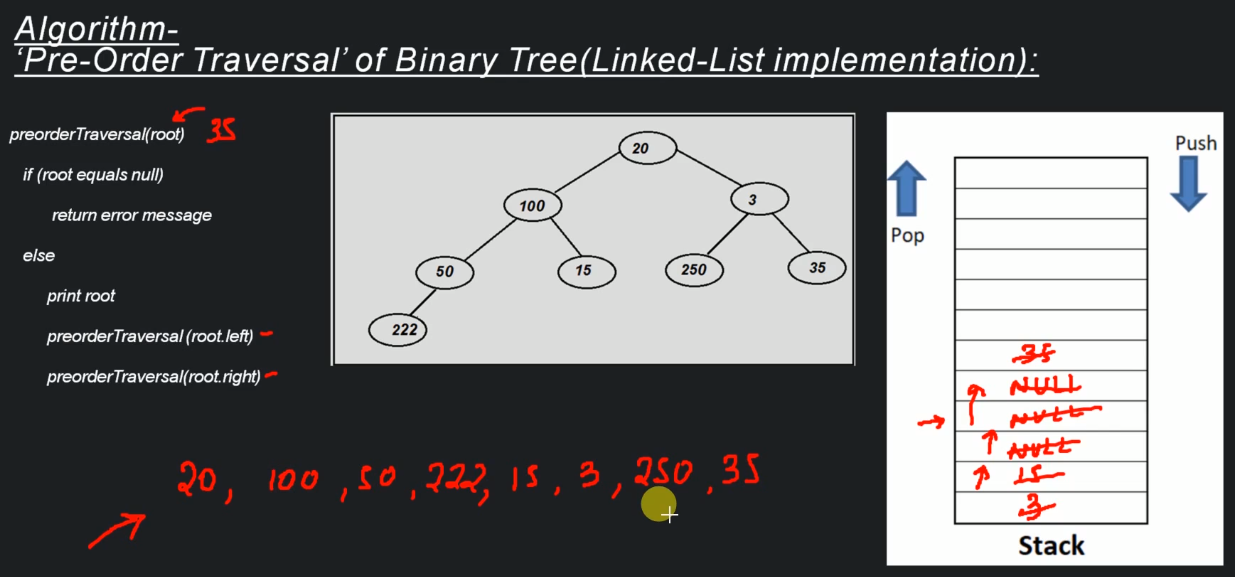 Algorithm-
‘Pre-Order Traversal’ of Binary Tree(Linked-List implementation):
preorderTraversal(root) 35
if (root equals null)
return error message
else
print root
preorderTraversal (root.left) -
preorderTraversal(root.right) -
20
100 3
50 15 250 35
222
20, 100, 50, 222, 15, 3, 250, 35
Push
Pop
35
NULL
NULL
NULL
15
3
Stack